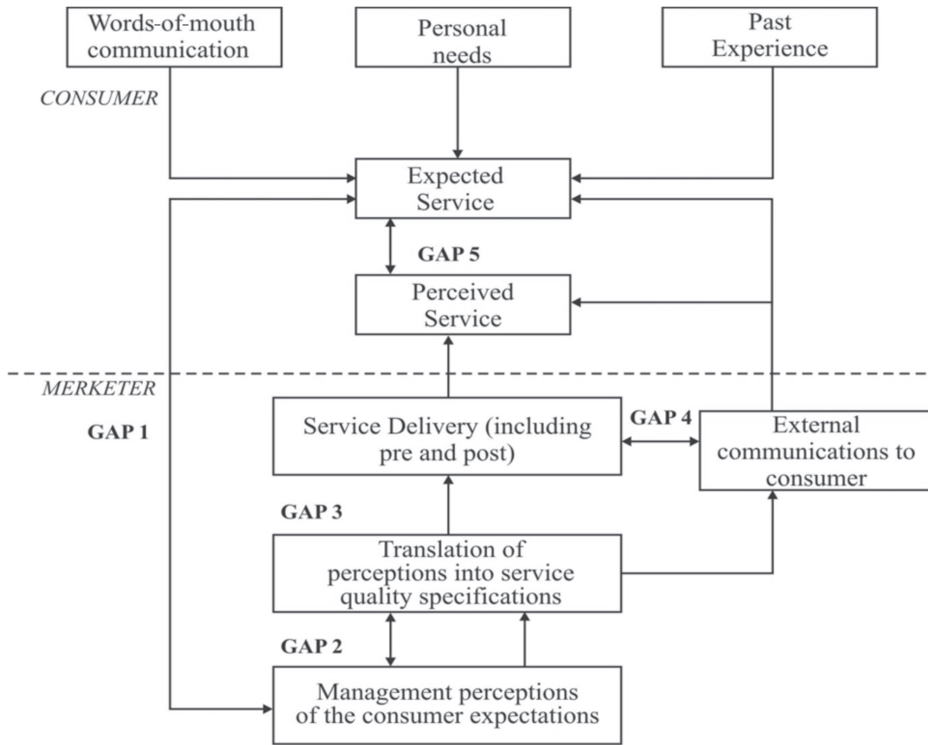 Words-of-mouth
communication
Personal
needs
Past
Experience
CONSUMER
Expected
Service
GAP 5
Perceived
Service
MERKETER
GAP 1
Service Delivery (including
pre and post)
GAP 4
External
communications to
consumer
GAP 3
Translation of
perceptions into service
quality specifications
GAP 2
Management perceptions
of the consumer expectations